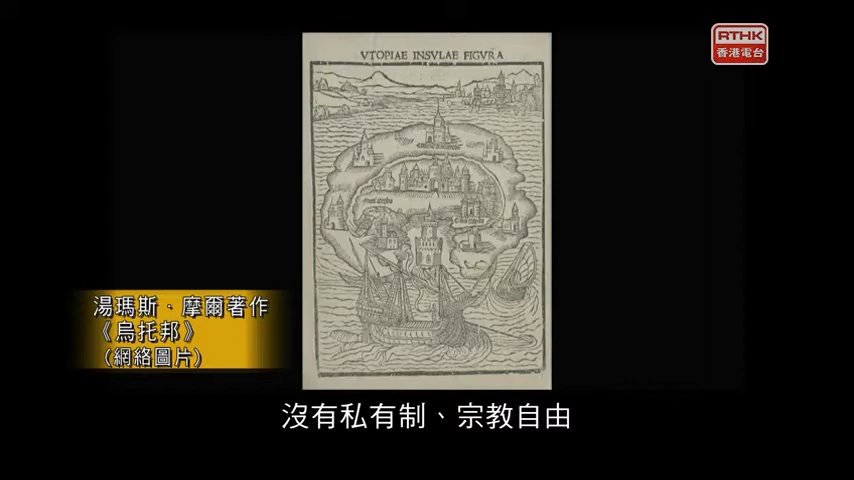 RTHK
香港電台
VTOPIAE INSVLAE FIGVRA
湯瑪斯．摩爾著作
《烏托邦》
（網絡圖片）
沒有私有制、宗教自由